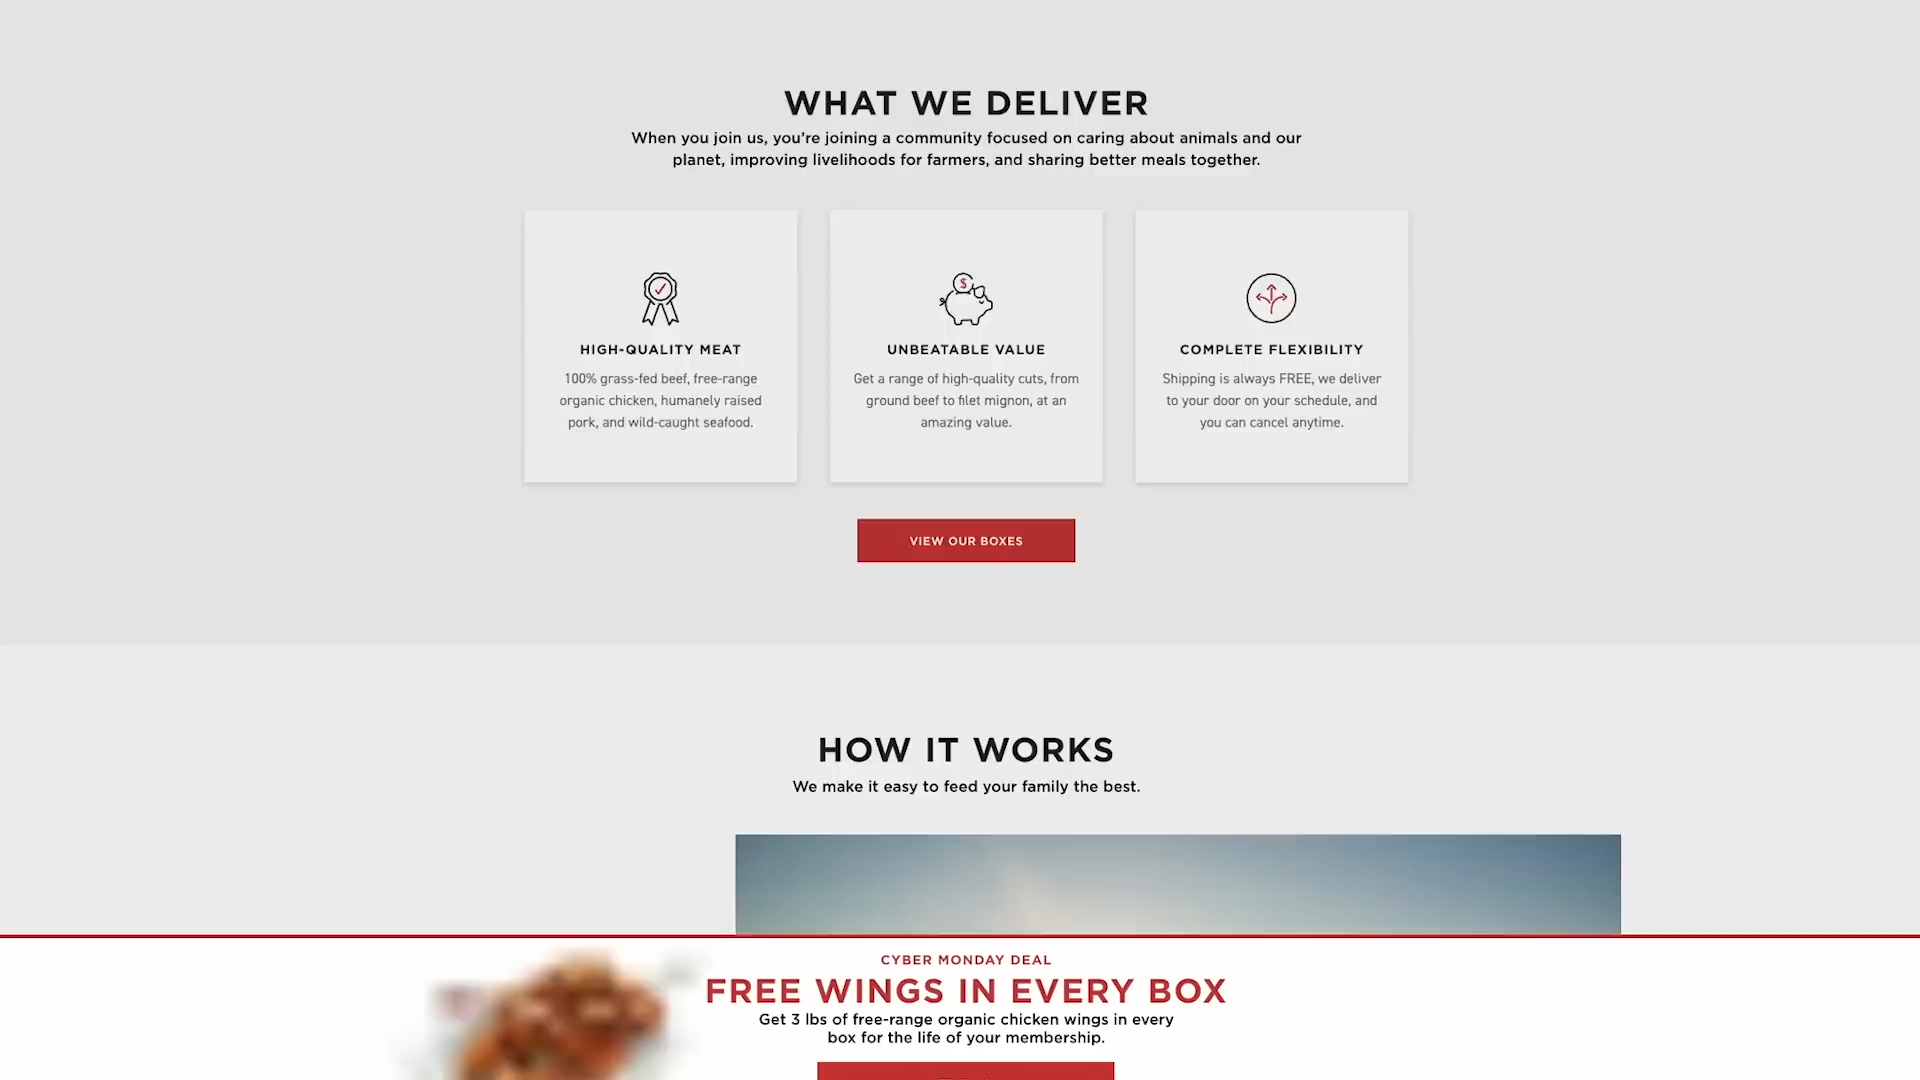 WHAT WE DELIVER
When you join us, you’re joining a community focused on caring about animals and our
planet, improving livelihoods for farmers, and sharing better meals together.
HIGH-QUALITY MEAT
100% grass-fed beef, free-range
organic chicken, humanely raised
pork, and wild-caught seafood.
$
UNBEATABLE VALUE
Get a range of high-quality cuts, from
ground beef to filet mignon, at an
amazing value.
COMPLETE FLEXIBILITY
Shipping is always FREE, we deliver
to your door on your schedule, and
you can cancel anytime.
VIEW OUR BOXES
HOW IT WORKS
We make it easy to feed your family the best.
CYBER MONDAY DEAL
FREE WINGS IN EVERY BOX
Get 3 lbs of free-range organic chicken wings in every
box for the life of your membership.